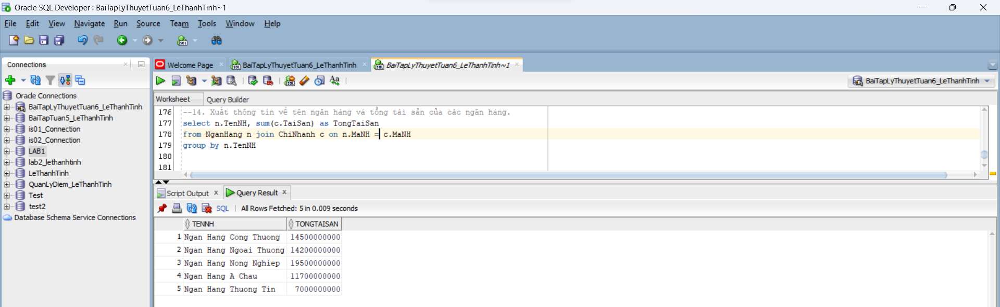 Oracle SQL Developer : BaiTapLyThuyetTuan6_LeThanhTinh~1
File Edit View Navigate Run Source Team Tools Window Help
Connections
Oracle Connections
BaiTapLyThuyetTuan6_LeThanhTinh
BaiTapTuan5_LeThanhTinh
is01_Connection
is02_Connection
LAB1
lab2_lethanhtinh
LeThanhTinh
QuanLyDiem_LeThanhTinh
Test
test2
Database Schema Service Connections
Welcome Page BaiTapLyThuyetTuan6_LeThanhTinh BaiTapLyThuyetTuan6_LeThanhTinh~1
BaiTapLyThuyetTuan6_LeThanhTinh
Worksheet Query Builder
176 --14. Xuất thông tin về tên ngân hàng và tổng tài sản của các ngân hàng.
177 select n.TenNH, sum(c.TaiSan) as TongTaiSan
178 from NganHang n join ChiNhanh c on n.MaNH = c.MaNH
179 group by n.TenNH
180
181
Script Output x Query Result x
SQL All Rows Fetched: 5 in 0.009 seconds
TENNH TONGTAISAN
1 Ngan Hang Cong Thuong 14500000000
2 Ngan Hang Ngoai Thuong 14200000000
3 Ngan Hang Nong Nghiep 19500000000
4 Ngan Hang A Chau 11700000000
5 Ngan Hang Thuong Tin 7000000000